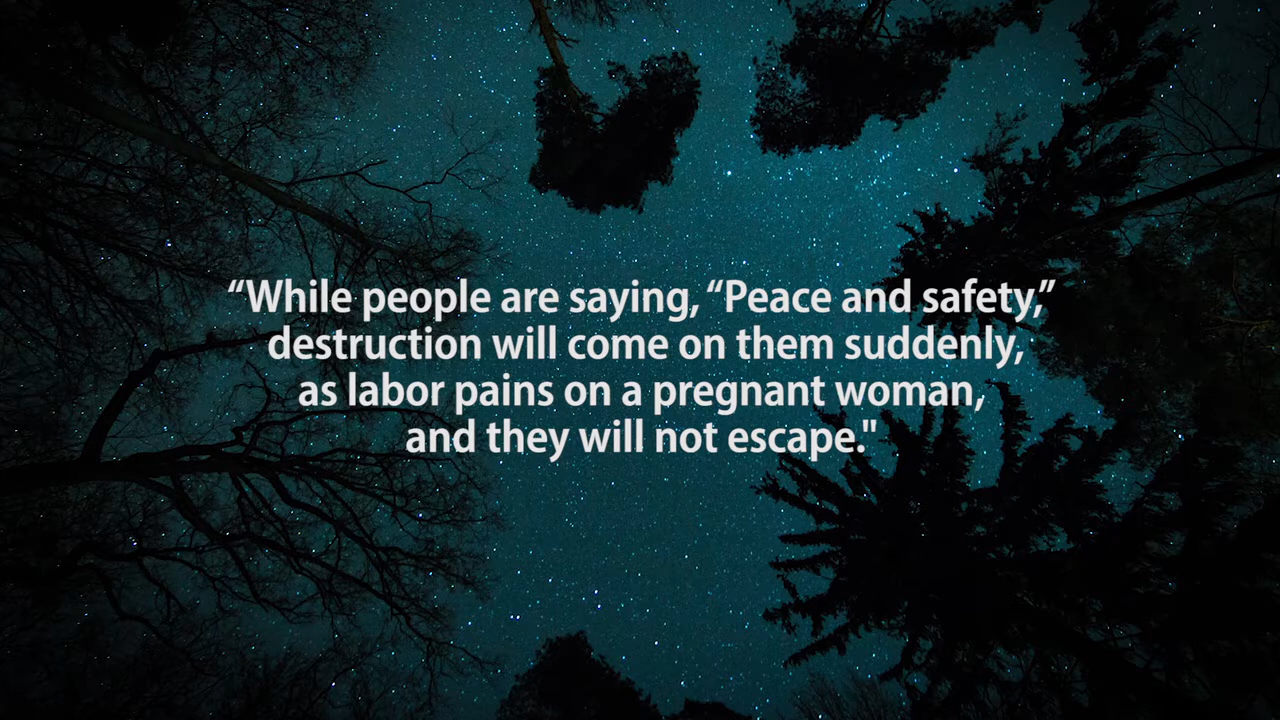 “While people are saying, “Peace and safety,”
destruction will come on them suddenly,
as labor pains on a pregnant woman,
and they will not escape."